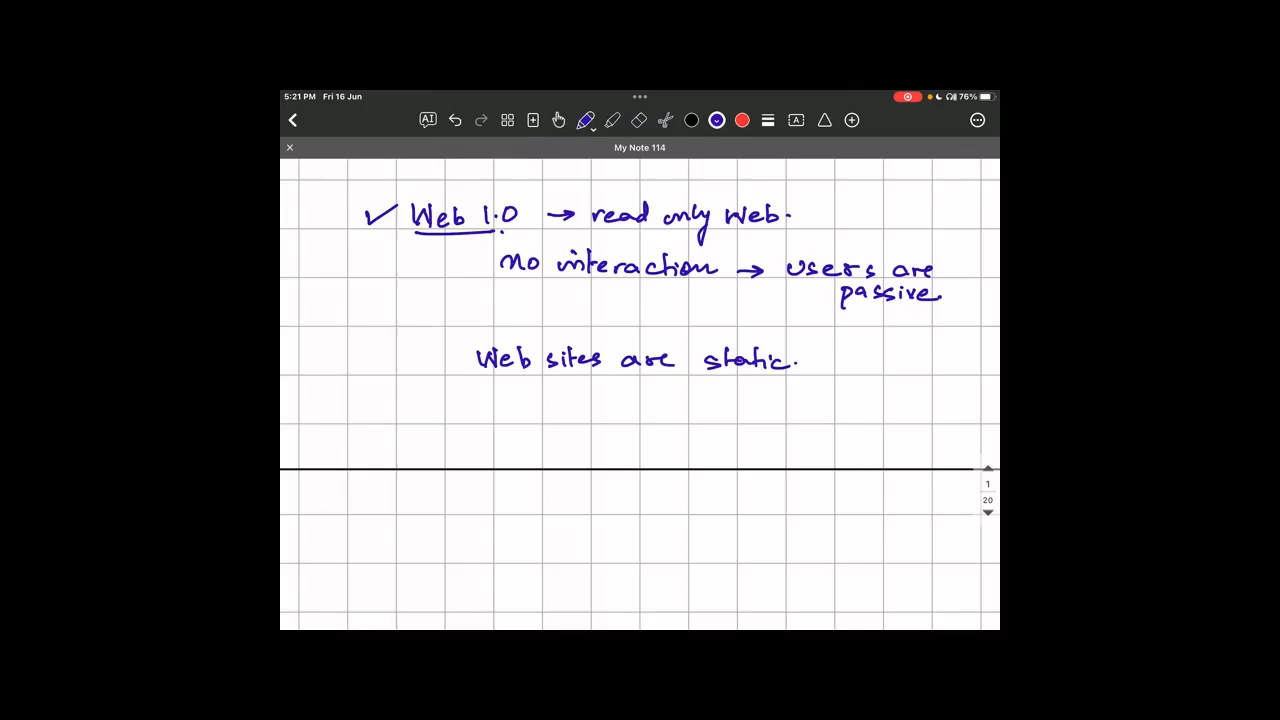 5:21 PM Fri 16 Jun 76%
AI A
My Note 114
✓ Web 1.0 → read only Web.
no interaction → users are
passive.
Web sites are static.
1
20